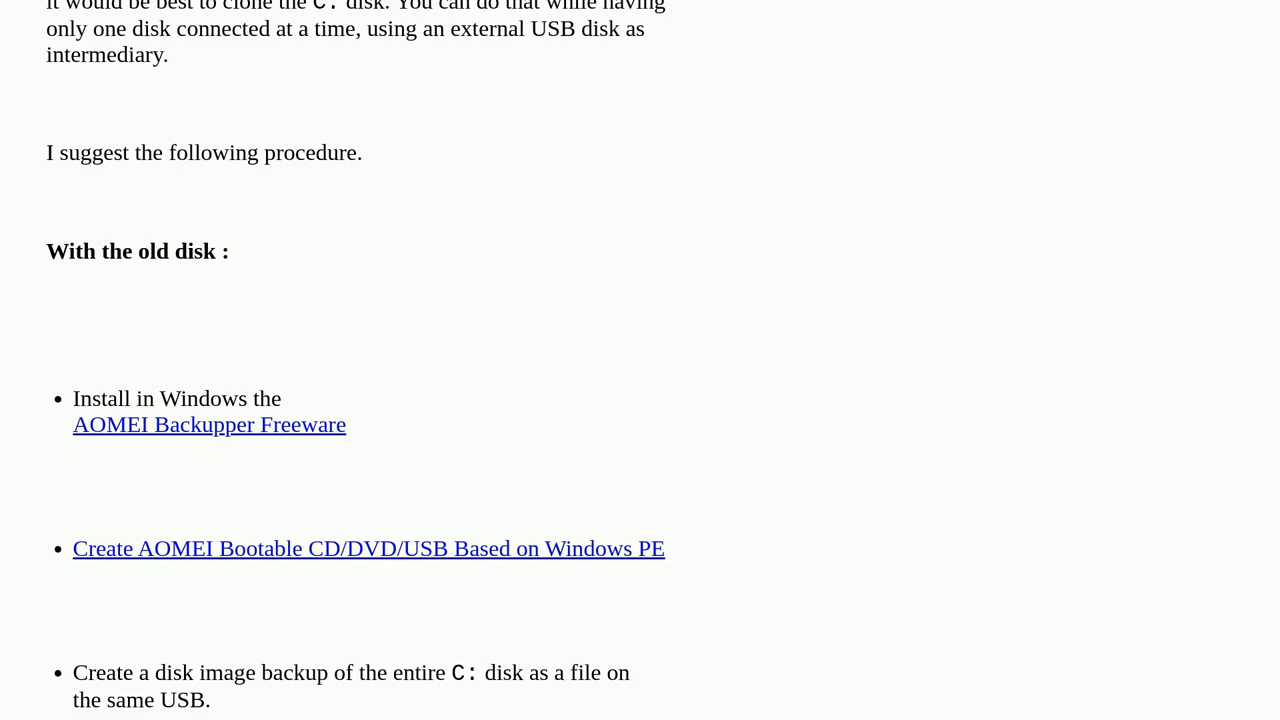 it would be best to clone the C: disk. You can do that while having
only one disk connected at a time, using an external USB disk as
intermediary.
I suggest the following procedure.
With the old disk :
• Install in Windows the
AOMEI Backupper Freeware
• Create AOMEI Bootable CD/DVD/USB Based on Windows PE
• Create a disk image backup of the entire C: disk as a file on
the same USB.